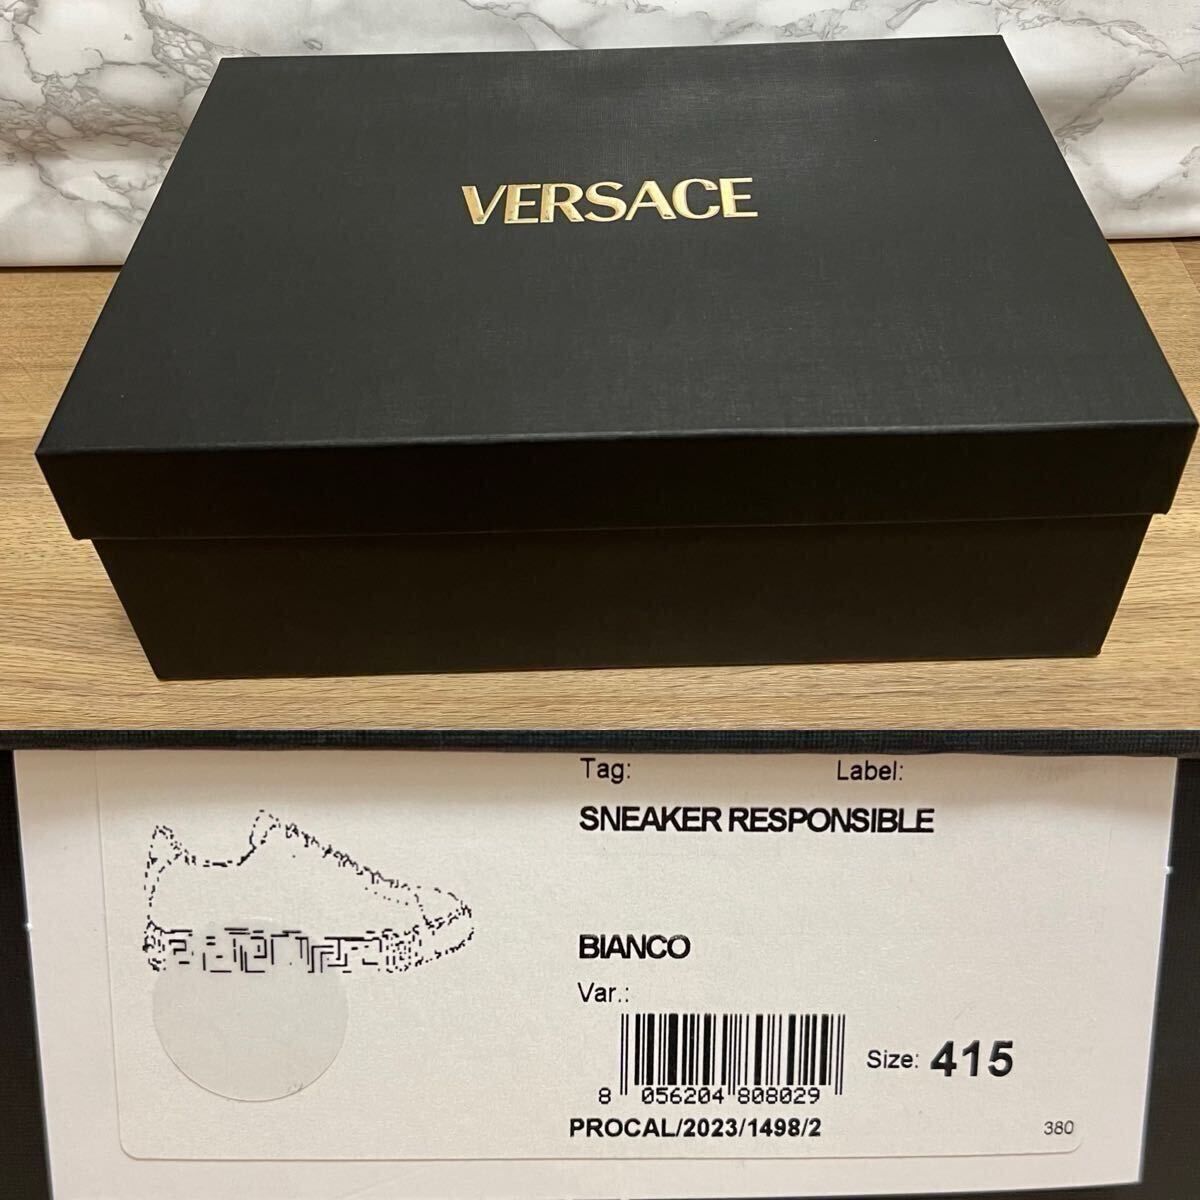 VERSACE
Tag: Label:
SNEAKER RESPONSIBLE
BIANCO
Var.:
Size: 415
8 056204 808029
PROCAL/2023/1498/2
380